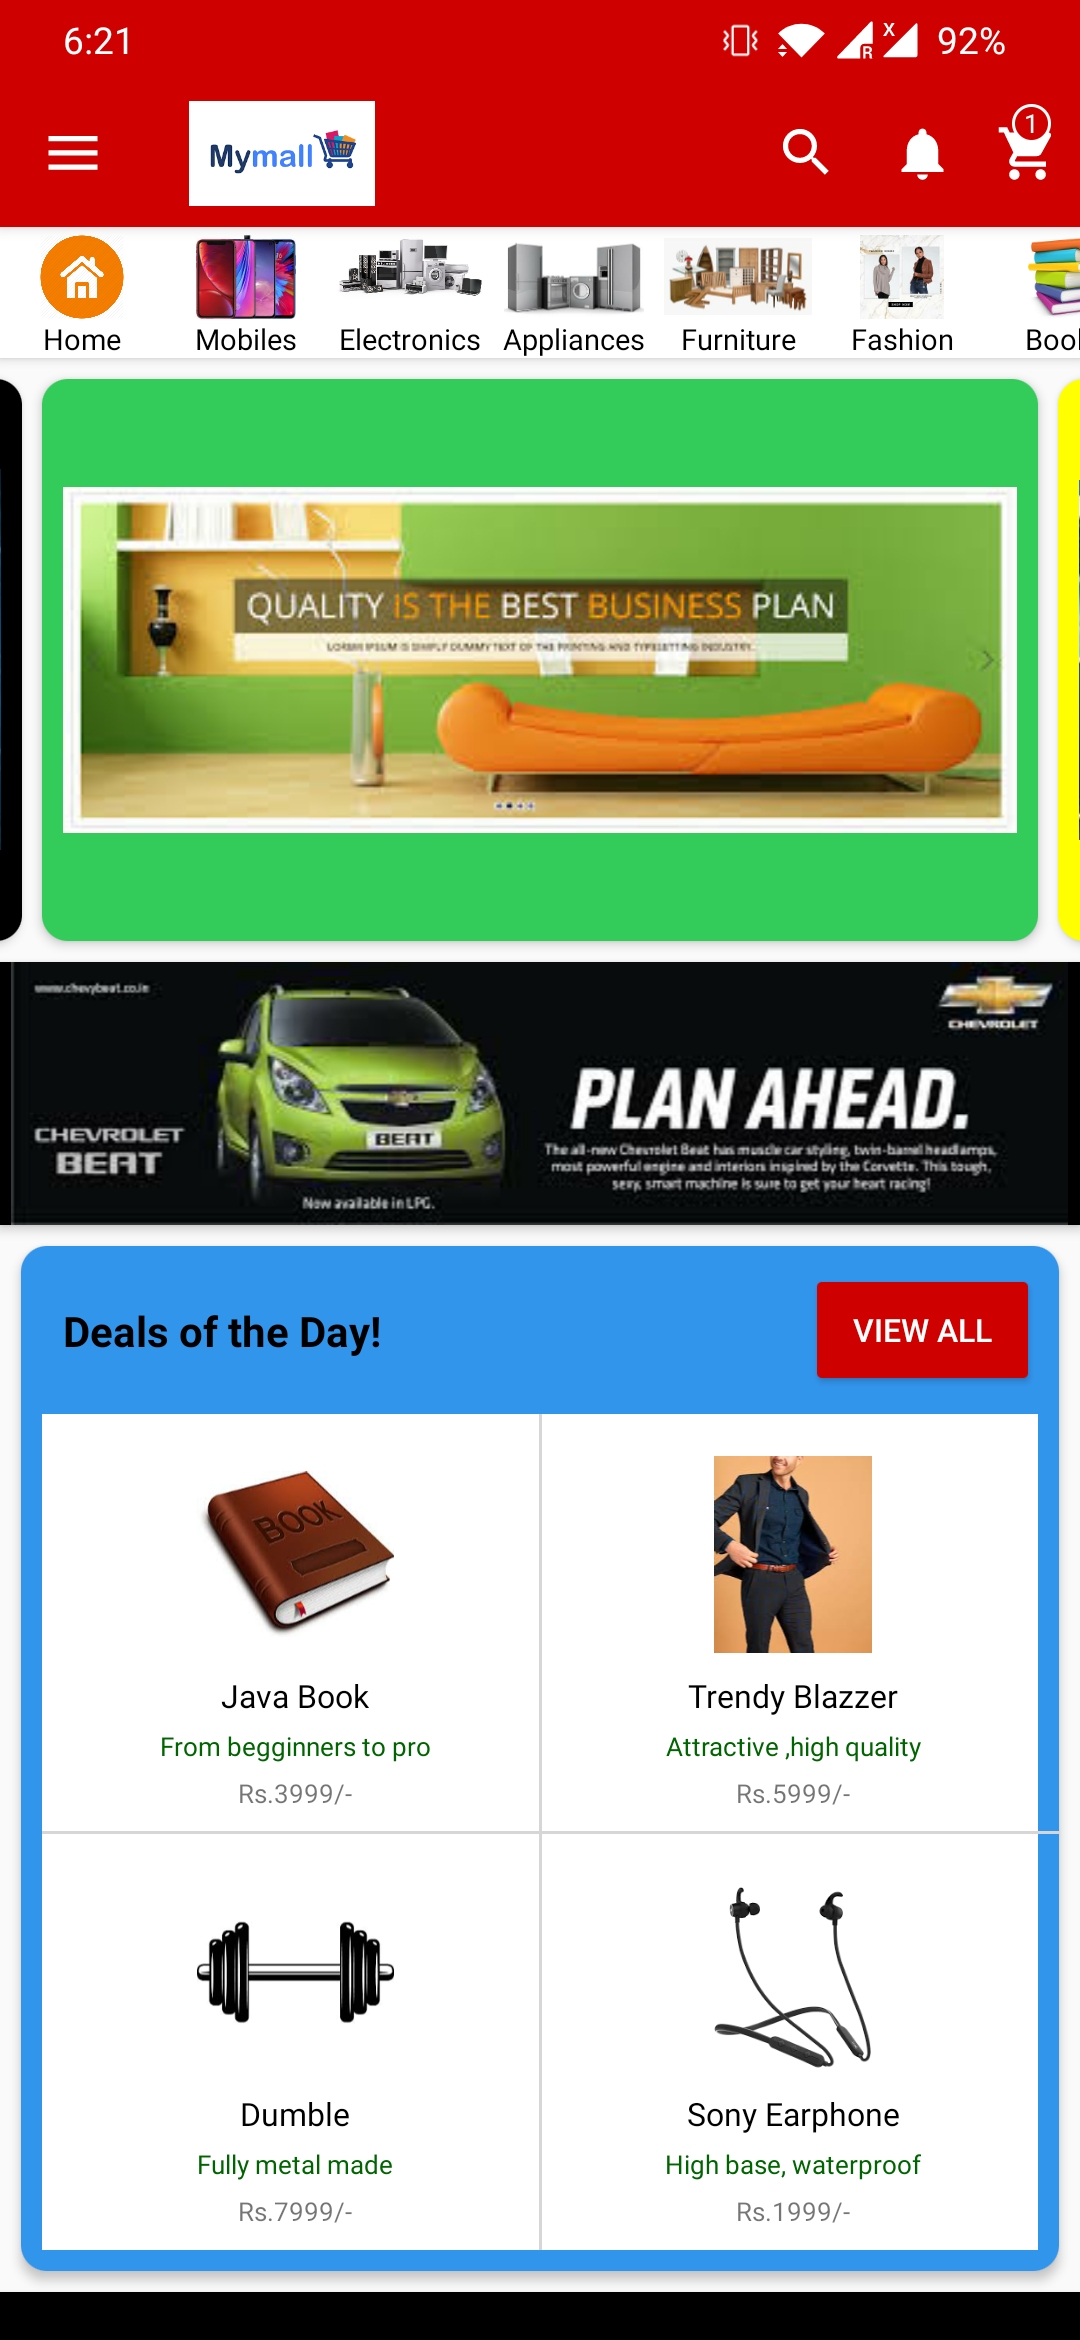 6:21
R
X
92%
Mymall
1
Home
Mobiles
Electronics
Appliances
Furniture
Fashion
Boo
QUALITY IS THE BEST BUSINESS PLAN
LOREM IPSUM IS SIMPLY DUMMY TEXT OF THE PRINTING AND TYPESETTING INDUSTRY.
www.chevybeat.co.in
CHEVROLET
CHEVROLET
BEAT
BEAT
Now available in LPG.
PLAN AHEAD.
The all-new Chevrolet Beat has muscle car styling, twin-barrel headlamps,
most powerful engine and interiors inspired by the Corvette. This tough,
sexy, smart machine is sure to get your heart racing!
Deals of the Day!
VIEW ALL
BOOK
Java Book
From begginners to pro
Rs.3999/-
Trendy Blazzer
Attractive ,high quality
Rs.5999/-
Dumble
Fully metal made
Rs.7999/-
Sony Earphone
High base, waterproof
Rs.1999/-